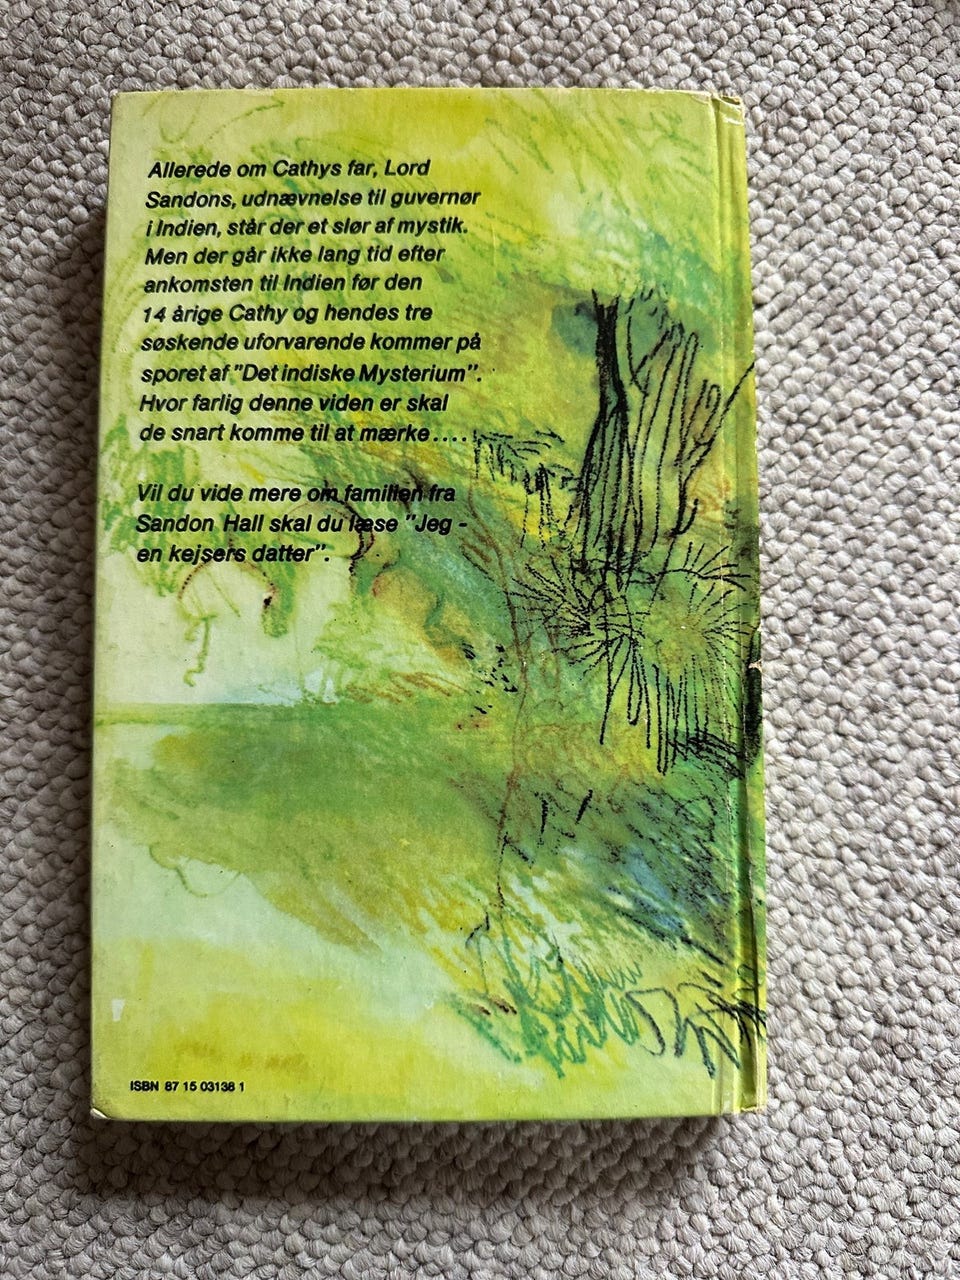 Allerede om Cathys far, Lord
Sandons, udnævnelse til guvernør
i Indien, står der et slør af mystik.
Men der går ikke lang tid efter
ankomsten til Indien før den
14 årige Cathy og hendes tre
søskende uforvarende kommer på
sporet af "Det indiske Mysterium".
Hvor farlig denne viden er skal
de snart komme til at mærke....
Vil du vide mere om familien fra
Sandon Hall skal du læse "Jeg -
en kejsers datter".
ISBN 87 15 03138 1